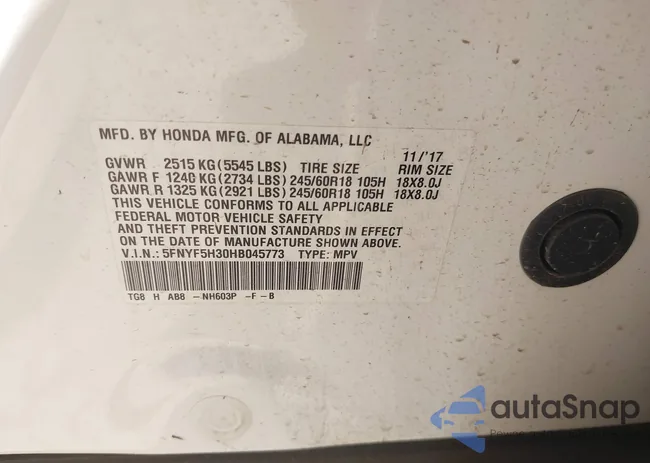 MFD. BY HONDA MFG. OF ALABAMA, LLC
11/'17
GVWR 2515 KG (5545 LBS) TIRE SIZE RIM SIZE
GAWR F 1240 KG (2734 LBS) 245/60R18 105H 18X8.0J
GAWR R 1325 KG (2921 LBS) 245/60R18 105H 18X8.0J
THIS VEHICLE CONFORMS TO ALL APPLICABLE
FEDERAL MOTOR VEHICLE SAFETY
AND THEFT PREVENTION STANDARDS IN EFFECT
ON THE DATE OF MANUFACTURE SHOWN ABOVE.
V.I.N.: 5FNYF5H30HB045773 TYPE: MPV
TG8 H AB8 -NH603P -F -B
autoSnap